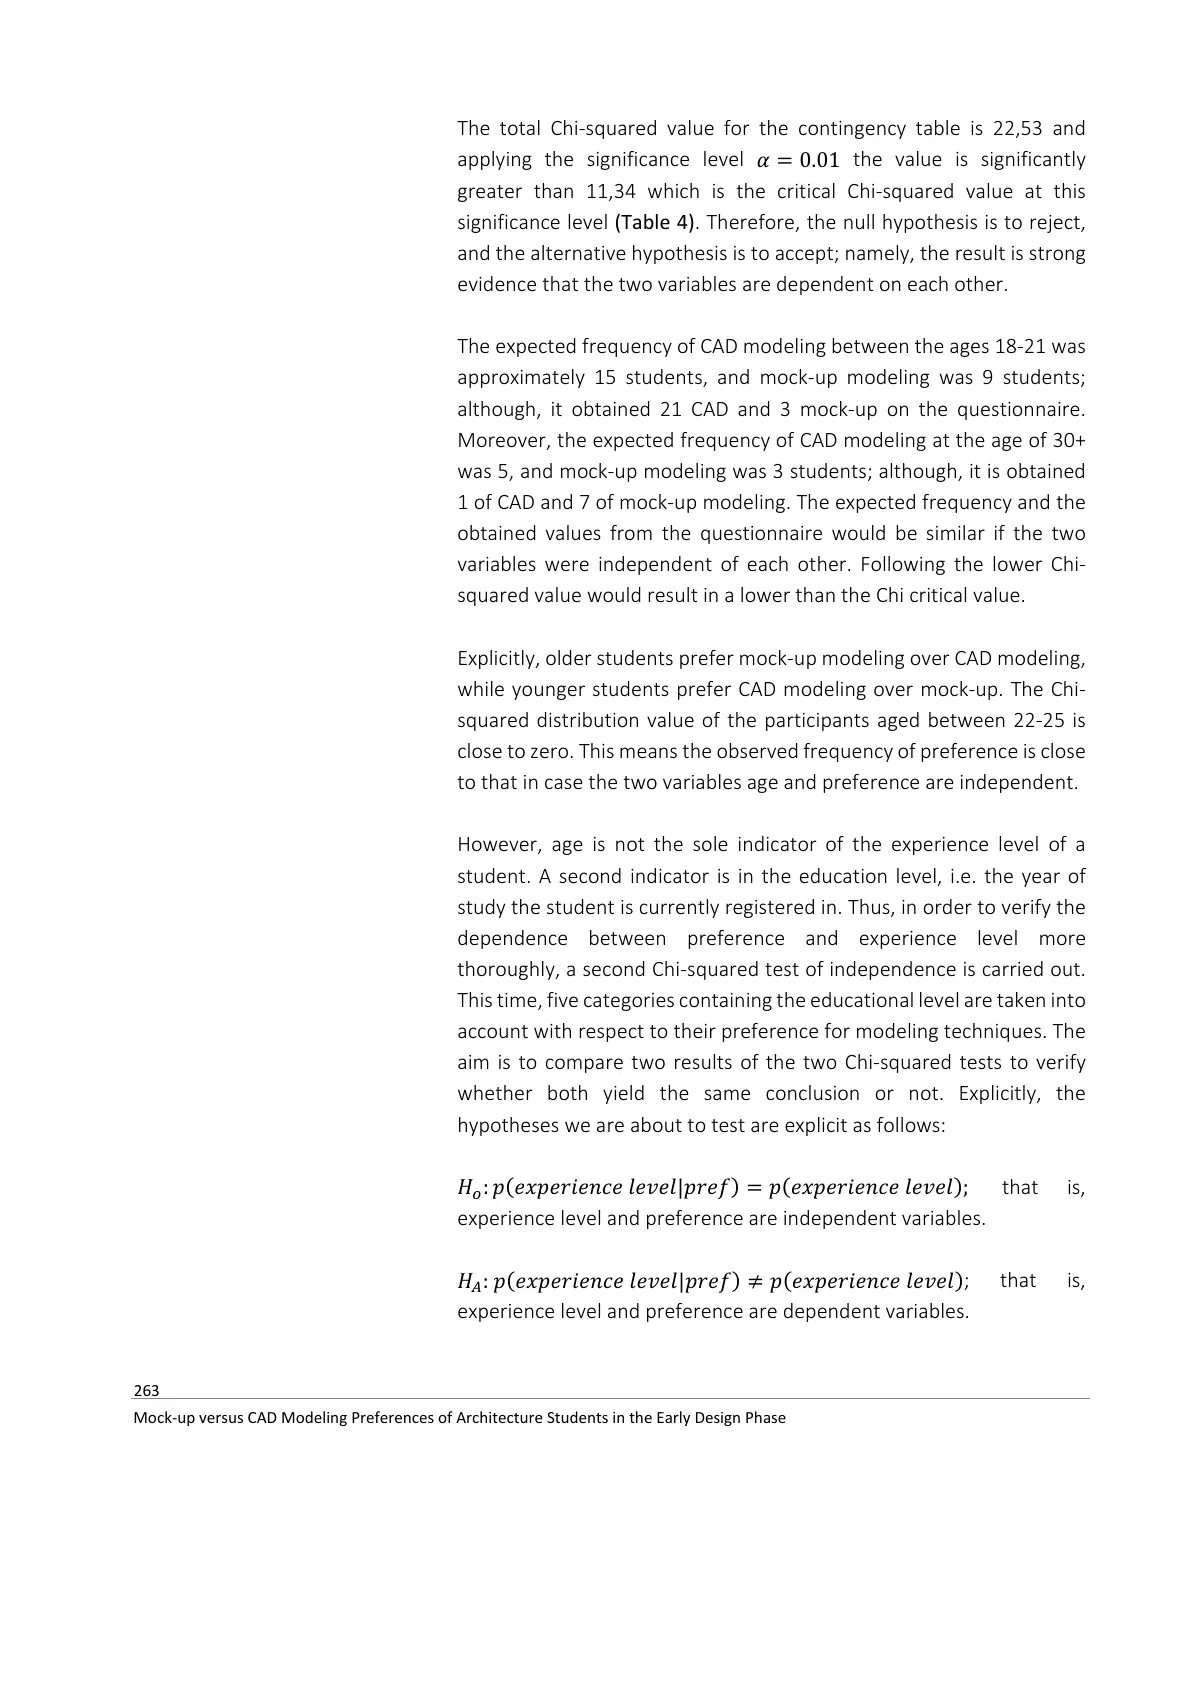 The total Chi-squared value for the contingency table is 22,53 and
applying the significance level α = 0.01 the value is significantly
greater than 11,34 which is the critical Chi-squared value at this
significance level (Table 4). Therefore, the null hypothesis is to reject,
and the alternative hypothesis is to accept; namely, the result is strong
evidence that the two variables are dependent on each other.
The expected frequency of CAD modeling between the ages 18-21 was
approximately 15 students, and mock-up modeling was 9 students;
although, it obtained 21 CAD and 3 mock-up on the questionnaire.
Moreover, the expected frequency of CAD modeling at the age of 30+
was 5, and mock-up modeling was 3 students; although, it is obtained
1 of CAD and 7 of mock-up modeling. The expected frequency and the
obtained values from the questionnaire would be similar if the two
variables were independent of each other. Following the lower Chi-
squared value would result in a lower than the Chi critical value.
Explicitly, older students prefer mock-up modeling over CAD modeling,
while younger students prefer CAD modeling over mock-up. The Chi-
squared distribution value of the participants aged between 22-25 is
close to zero. This means the observed frequency of preference is close
to that in case the two variables age and preference are independent.
However, age is not the sole indicator of the experience level of a
student. A second indicator is in the education level, i.e. the year of
study the student is currently registered in. Thus, in order to verify the
dependence between preference and experience level more
thoroughly, a second Chi-squared test of independence is carried out.
This time, five categories containing the educational level are taken into
account with respect to their preference for modeling techniques. The
aim is to compare two results of the two Chi-squared tests to verify
whether both yield the same conclusion or not. Explicitly, the
hypotheses we are about to test are explicit as follows:
H₀: p(experience level|pref) = p(experience level); that is,
experience level and preference are independent variables.
H_A: p(experience level|pref) ≠ p(experience level); that is,
experience level and preference are dependent variables.
263
Mock-up versus CAD Modeling Preferences of Architecture Students in the Early Design Phase